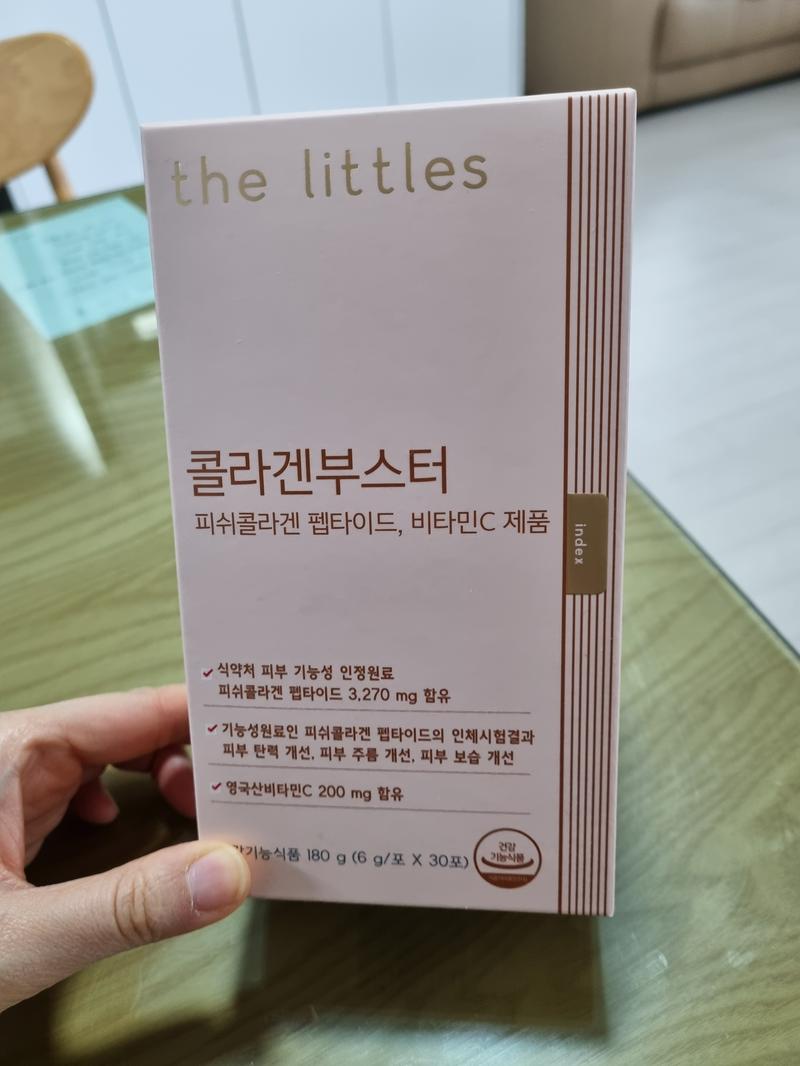 the littles
콜라겐부스터
피쉬콜라겐 펩타이드, 비타민C 제품
index
식약처 피부 기능성 인정원료
피쉬콜라겐 펩타이드 3,270 mg 함유
기능성원료인 피쉬콜라겐 펩타이드의 인체시험결과
피부 탄력 개선, 피부 주름 개선, 피부 보습 개선
영국산비타민C 200 mg 함유
기능식품 180 g (6 g/포 X 30포)
건강
기능식품